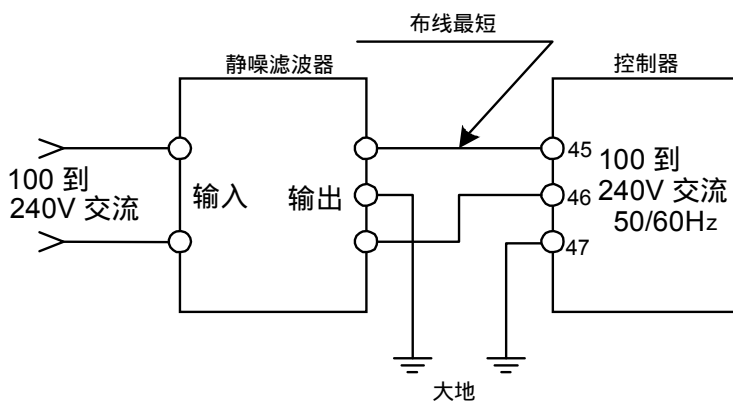 布线最短
静噪滤波器
控制器
100 到
240V 交流
输入
输出
45
46
47
100 到
240V 交流
50/60Hz
大地